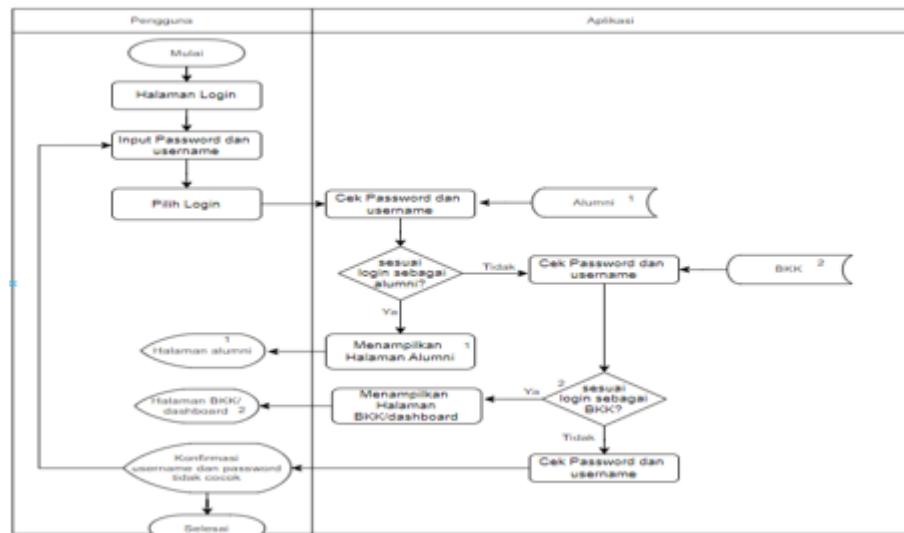 Pengguna
Aplikasi
Mulai
Halaman Login
Input Password dan
username
Pilih Login
Cek Password dan
username
Alumni 1
sesuai
login sebagai
alumni?
Tidak
Cek Password dan
username
BKK 2
Ya
1
Halaman alumni
Menampilkan 1
Halaman Alumni
Halaman BKK/
dashboard 2
Menampilkan
Halaman
BKK/dashboard
Ya
2
sesuai
login sebagai
BKK?
Tidak
Konfirmasi
username dan password
tidak cocok
Cek Password dan
username
Selesai